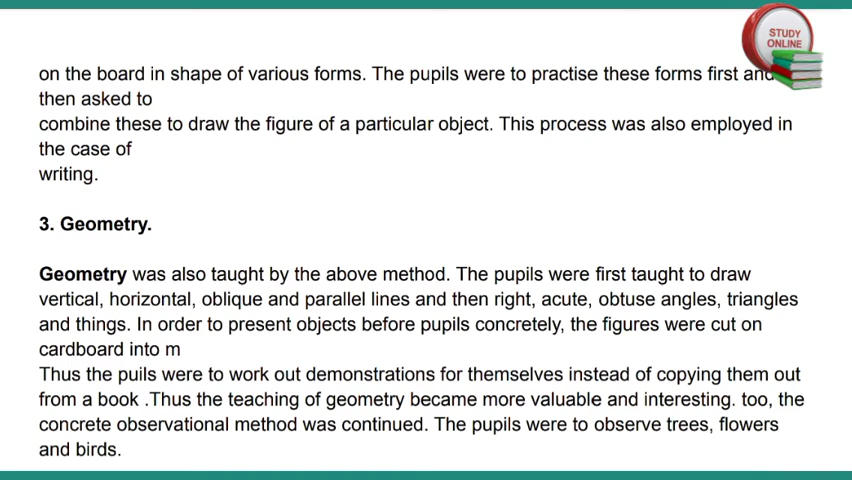 STUDY
ONLINE
on the board in shape of various forms. The pupils were to practise these forms first and
then asked to
combine these to draw the figure of a particular object. This process was also employed in
the case of
writing.
3. Geometry.
Geometry was also taught by the above method. The pupils were first taught to draw
vertical, horizontal, oblique and parallel lines and then right, acute, obtuse angles, triangles
and things. In order to present objects before pupils concretely, the figures were cut on
cardboard into m
Thus the puils were to work out demonstrations for themselves instead of copying them out
from a book .Thus the teaching of geometry became more valuable and interesting. too, the
concrete observational method was continued. The pupils were to observe trees, flowers
and birds.